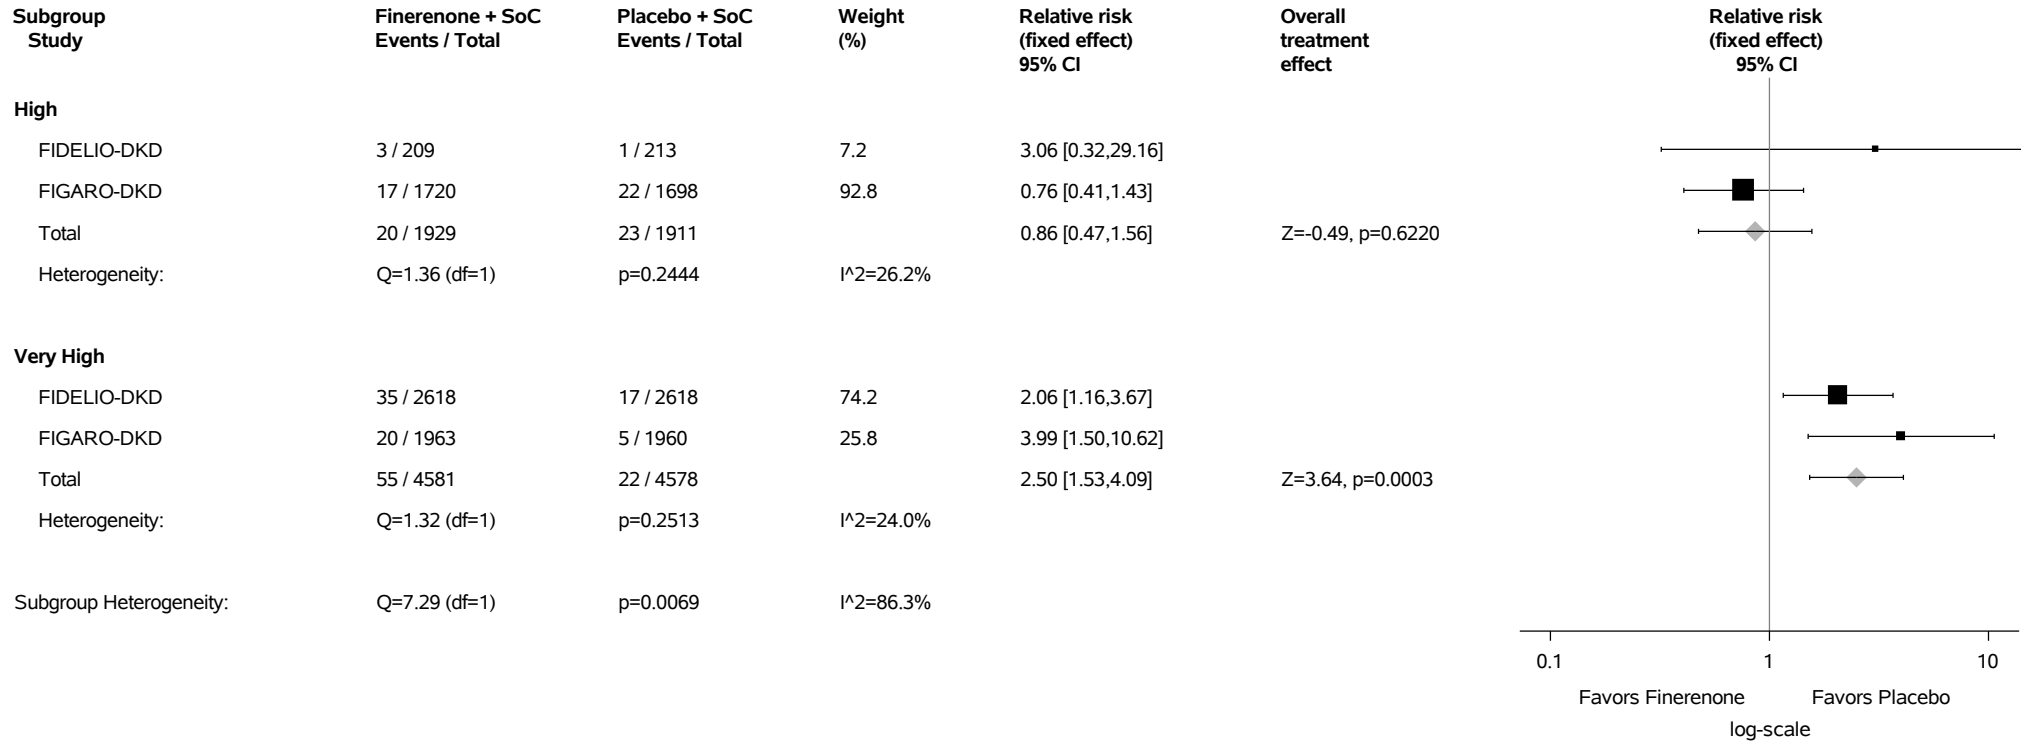 Subgroup Finerenone + SoC Placebo + SoC Weight Relative risk Overall Relative risk
Study Events / Total Events / Total (%) (fixed effect) treatment (fixed effect)
95% CI effect 95% CI
High
FIDELIO-DKD 3 / 209 1 / 213 7.2 3.06 [0.32,29.16]
FIGARO-DKD 17 / 1720 22 / 1698 92.8 0.76 [0.41,1.43]
Total 20 / 1929 23 / 1911 0.86 [0.47,1.56] Z=-0.49, p=0.6220
Heterogeneity: Q=1.36 (df=1) p=0.2444 I^2=26.2%
Very High
FIDELIO-DKD 35 / 2618 17 / 2618 74.2 2.06 [1.16,3.67]
FIGARO-DKD 20 / 1963 5 / 1960 25.8 3.99 [1.50,10.62]
Total 55 / 4581 22 / 4578 2.50 [1.53,4.09] Z=3.64, p=0.0003
Heterogeneity: Q=1.32 (df=1) p=0.2513 I^2=24.0%
Subgroup Heterogeneity: Q=7.29 (df=1) p=0.0069 I^2=86.3%
0.1 1 10
Favors Finerenone Favors Placebo
log-scale